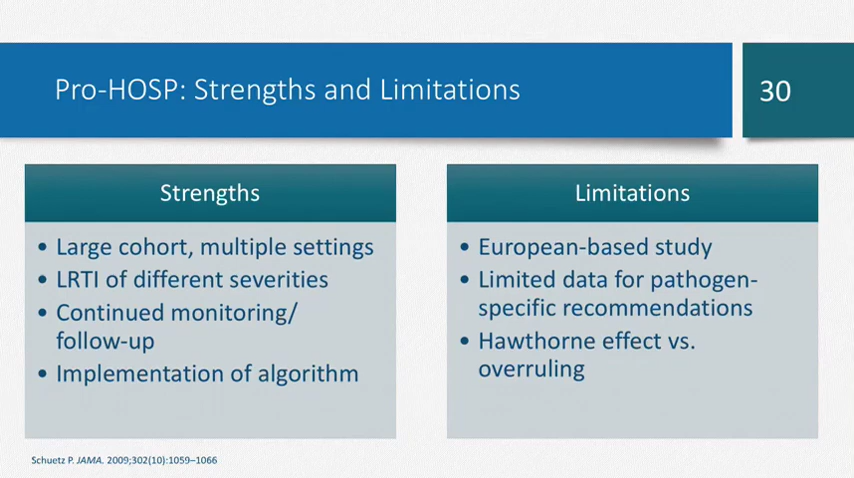 Pro-HOSP: Strengths and Limitations
30
Strengths
• Large cohort, multiple settings
• LRTI of different severities
• Continued monitoring/
follow-up
• Implementation of algorithm
Limitations
• European-based study
• Limited data for pathogen-
specific recommendations
• Hawthorne effect vs.
overruling
Schuetz P. JAMA. 2009;302(10):1059–1066